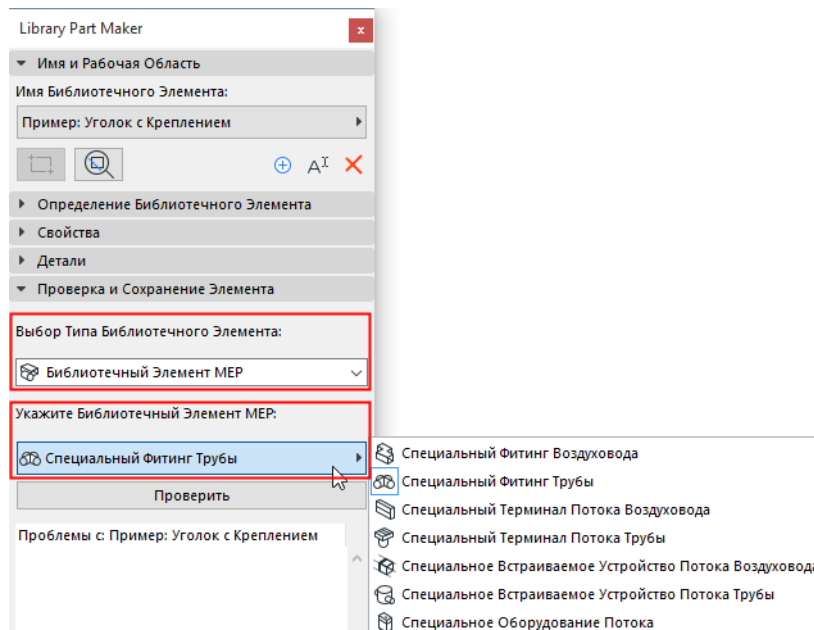 Library Part Maker
x
Имя и Рабочая Область
Имя Библиотечного Элемента:
Пример: Уголок с Креплением
Определение Библиотечного Элемента
Свойства
Детали
Проверка и Сохранение Элемента
Выбор Типа Библиотечного Элемента:
Библиотечный Элемент MEP
Укажите Библиотечный Элемент MEP:
Специальный Фитинг Трубы
Проверить
Проблемы с: Пример: Уголок с Креплением
Специальный Фитинг Воздуховода
Специальный Фитинг Трубы
Специальный Терминал Потока Воздуховода
Специальный Терминал Потока Трубы
Специальное Встраиваемое Устройство Потока Воздуховода
Специальное Встраиваемое Устройство Потока Трубы
Специальное Оборудование Потока